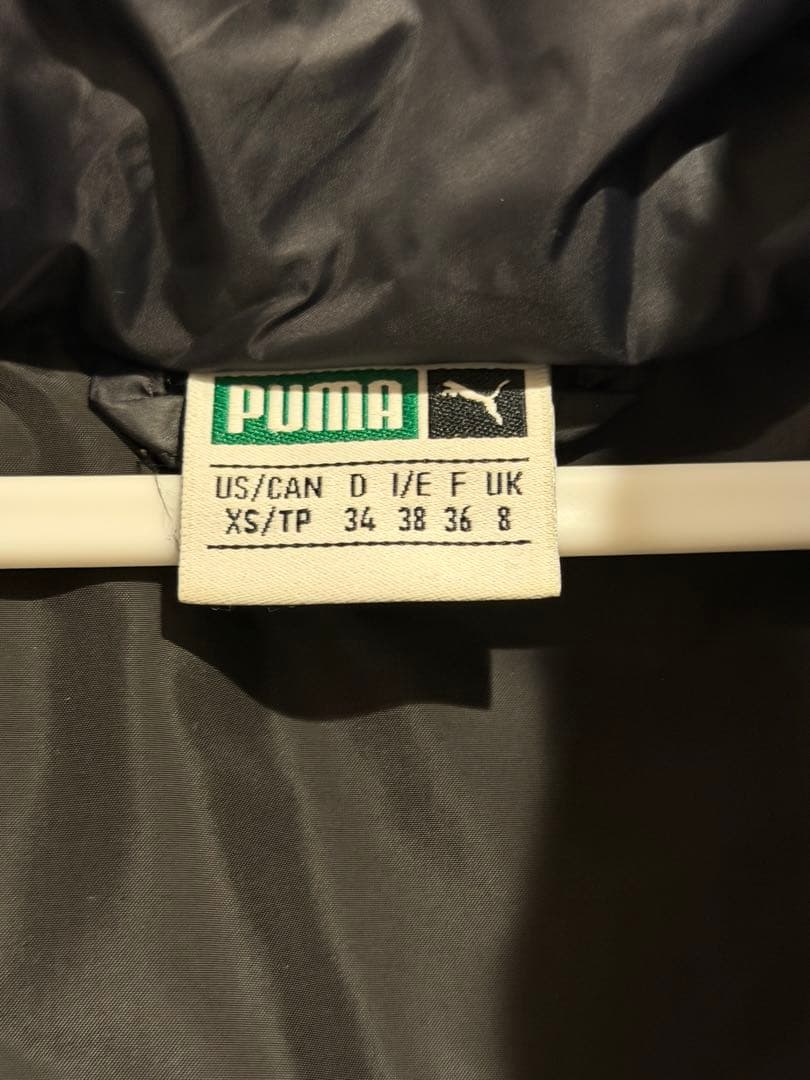 PUMA
US/CAN D I/E F UK
XS/TP 34 38 36 8